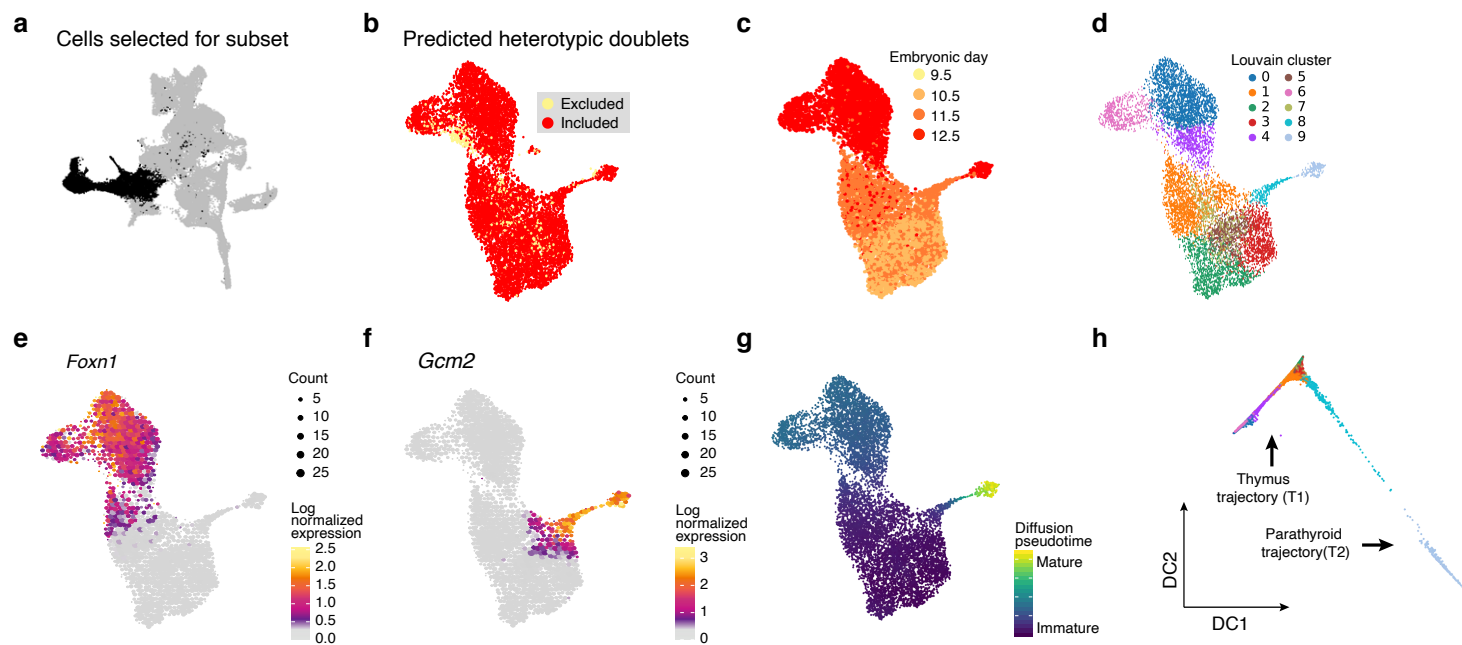 a
Cells selected for subset
b
Predicted heterotypic doublets
Excluded
Included
c
Embryonic day
9.5
10.5
11.5
12.5
d
Louvain cluster
0 5
1 6
2 7
3 8
4 9
e
Foxn1
Count
5
10
15
20
25
Log
normalized
expression
2.5
2.0
1.5
1.0
0.5
0.0
f
Gcm2
Count
5
10
15
20
25
Log
normalized
expression
3
2
1
0
g
Diffusion
pseudotime
Mature
Immature
h
Thymus
trajectory (T1)
Parathyroid
trajectory(T2)
DC2
DC1